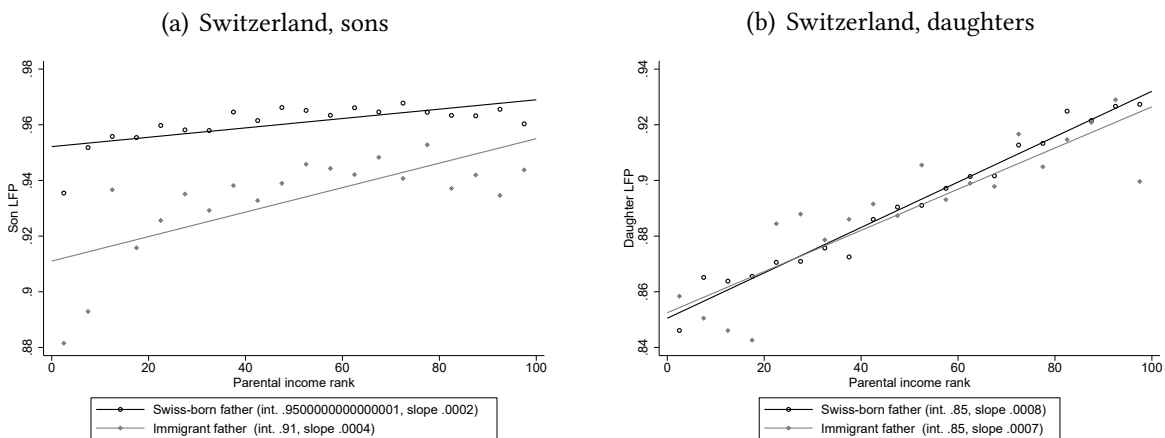 (a) Switzerland, sons
.98
.96
.94
.92
.9
.88
Son LFP
0 20 40 60 80 100
Parental income rank
Swiss-born father (int. .9500000000000001, slope .0002)
Immigrant father (int. .91, slope .0004)
(b) Switzerland, daughters
.94
.92
.9
.88
.86
.84
Daughter LFP
0 20 40 60 80 100
Parental income rank
Swiss-born father (int. .85, slope .0008)
Immigrant father (int. .85, slope .0007)